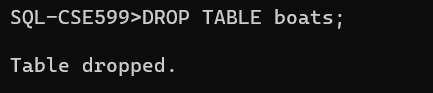 SQL-CSE599>DROP TABLE boats;
Table dropped.